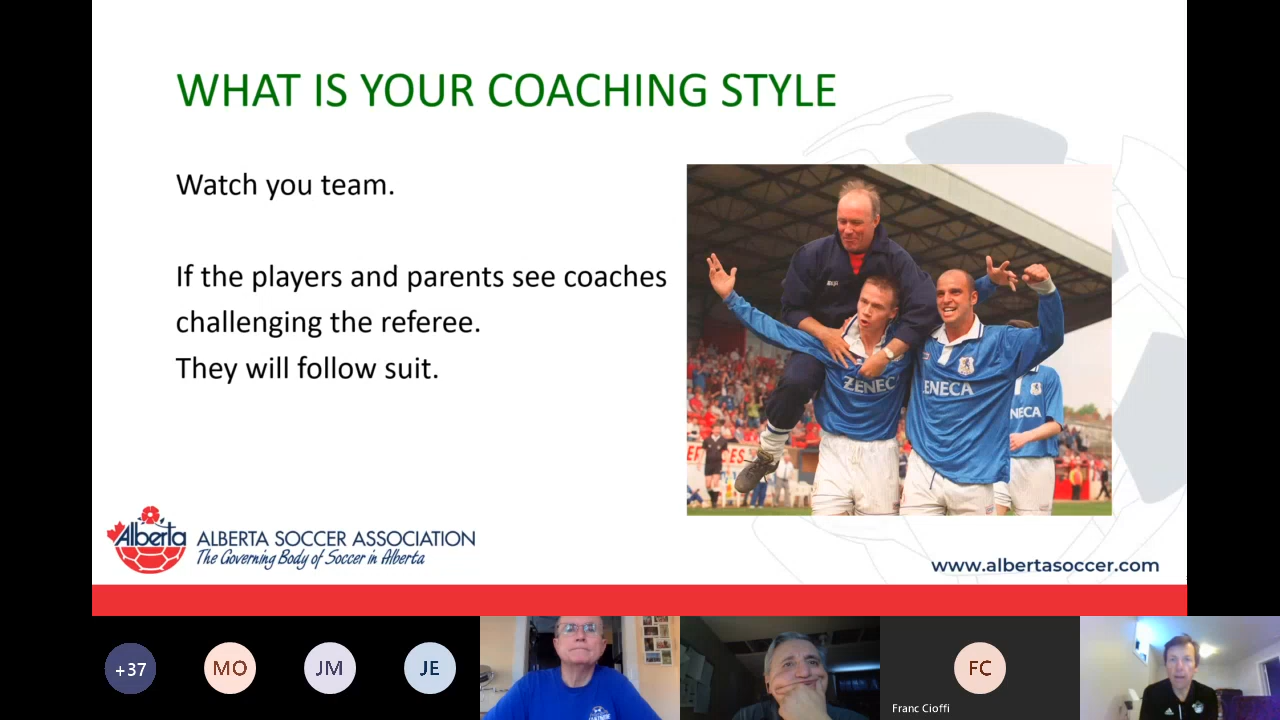 WHAT IS YOUR COACHING STYLE
Watch you team.
If the players and parents see coaches
challenging the referee.
They will follow suit.
ZENEC
ENECA
NECA
Alberta
ALBERTA SOCCER ASSOCIATION
The Governing Body of Soccer in Alberta
www.albertasoccer.com
+37
MO
JM
JE
FC
Franc Cioffi